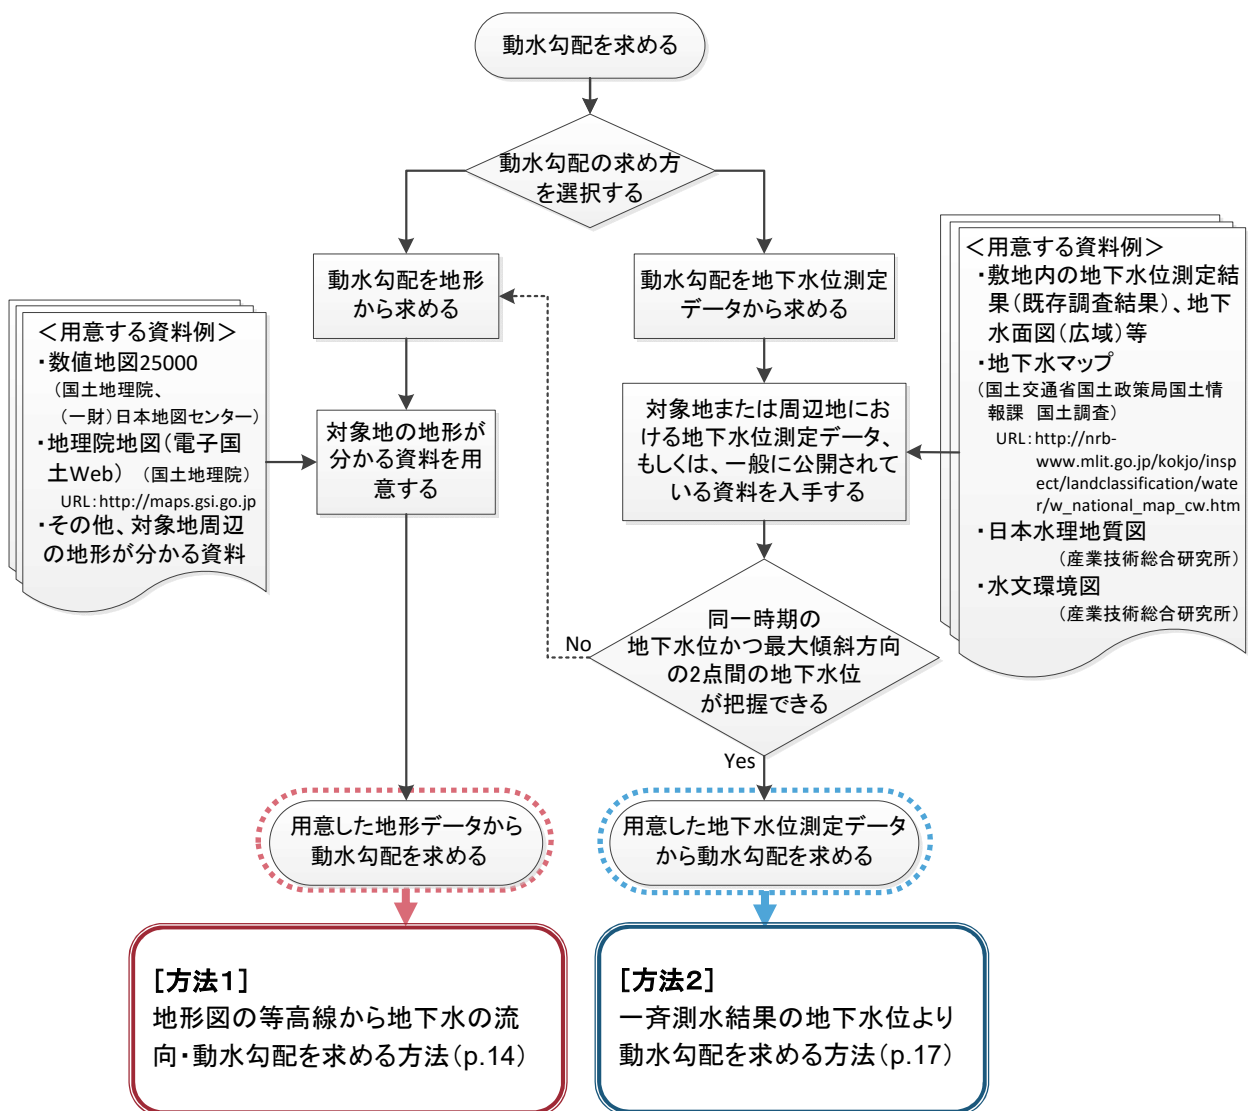 動水勾配を求める
動水勾配の求め方
を選択する
動水勾配を地形
から求める
動水勾配を地下水位測定
データから求める
＜用意する資料例＞
・数値地図25000
（国土地理院、
（一財）日本地図センター）
・地理院地図（電子国
土Web）（国土地理院）
URL：http://maps.gsi.go.jp
・その他、対象地周辺
の地形が分かる資料
対象地の地形が
分かる資料を用
意する
対象地または周辺地にお
ける地下水位測定データ、
もしくは、一般に公開されて
いる資料を入手する
＜用意する資料例＞
・敷地内の地下水位測定結
果（既存調査結果）、地下
水面図（広域）等
・地下水マップ
（国土交通省国土政策局国土情
報課　国土調査）
URL：http://nrb-
www.mlit.go.jp/kokjo/insp
ect/landclassification/wate
r/w_national_map_cw.htm
・日本水理地質図
（産業技術総合研究所）
・水文環境図
（産業技術総合研究所）
同一時期の
地下水位かつ最大傾斜方向
の2点間の地下水位
が把握できる
No
Yes
用意した地形データから
動水勾配を求める
用意した地下水位測定データ
から動水勾配を求める
［方法１］
地形図の等高線から地下水の流
向・動水勾配を求める方法（p.14）
［方法２］
一斉測水結果の地下水位より
動水勾配を求める方法（p.17）